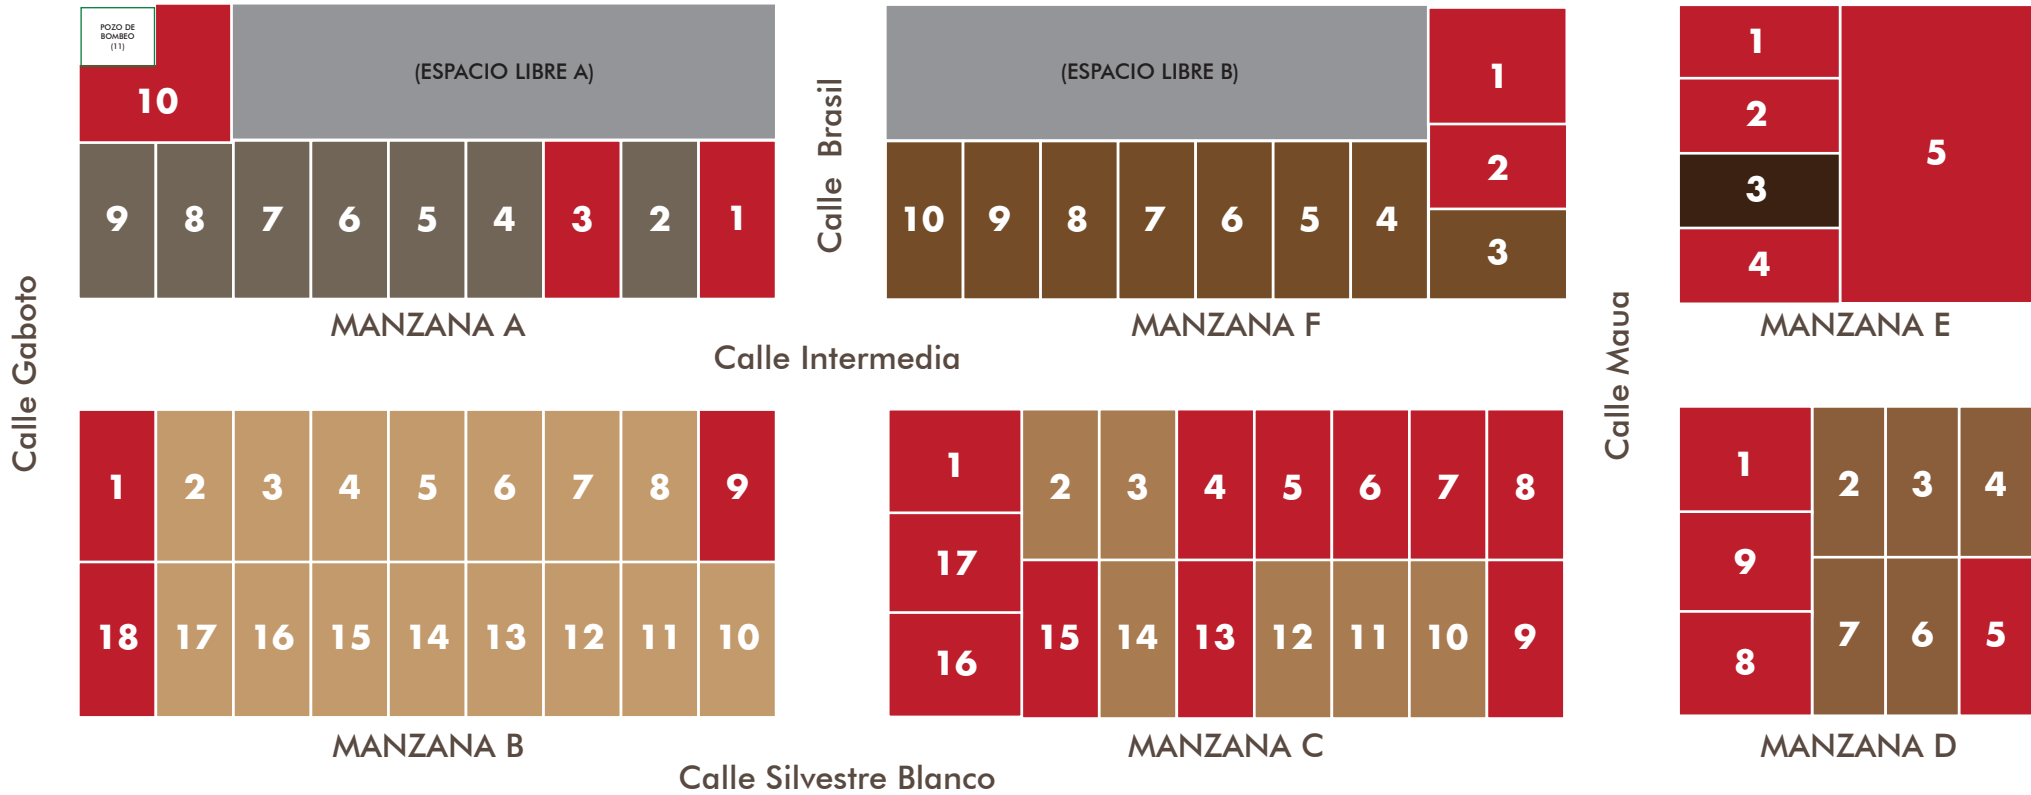 POZO DE
BOMBEO
(11)
10
(ESPACIO LIBRE A)
9 8 7 6 5 4 3 2 1
MANZANA A
Calle Brasil
(ESPACIO LIBRE B)
1
2
3
10 9 8 7 6 5 4
MANZANA F
1
2
3
4
5
MANZANA E
Calle Gaboto
Calle Intermedia
Calle Maua
1 2 3 4 5 6 7 8 9
18 17 16 15 14 13 12 11 10
MANZANA B
1
17
16
2 3 4 5 6 7 8
15 14 13 12 11 10 9
MANZANA C
1
9
8
2 3 4
7 6 5
MANZANA D
Calle Silvestre Blanco